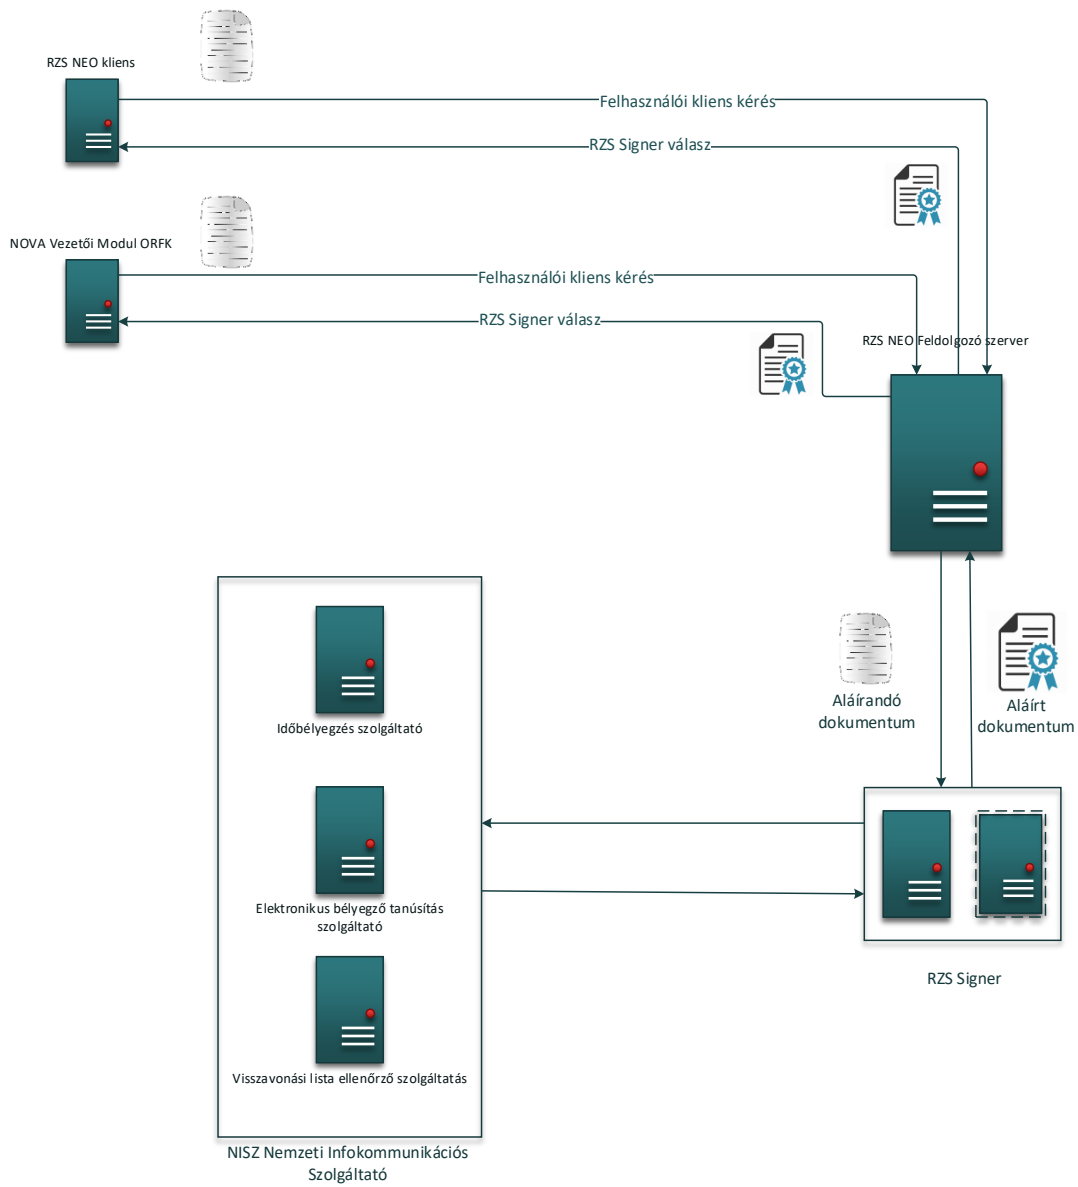 RZS NEO kliens
Felhasználói kliens kérés
RZS Signer válasz
NOVA Vezetői Modul ORFK
Felhasználói kliens kérés
RZS Signer válasz
RZS NEO Feldolgozó szerver
Aláírandó
dokumentum
Aláírt
dokumentum
Időbélyegzés szolgáltató
Elektronikus bélyegző tanúsítás
szolgáltató
RZS Signer
Visszavonási lista ellenőrző szolgáltatás
NISZ Nemzeti Infokommunikációs
Szolgáltató